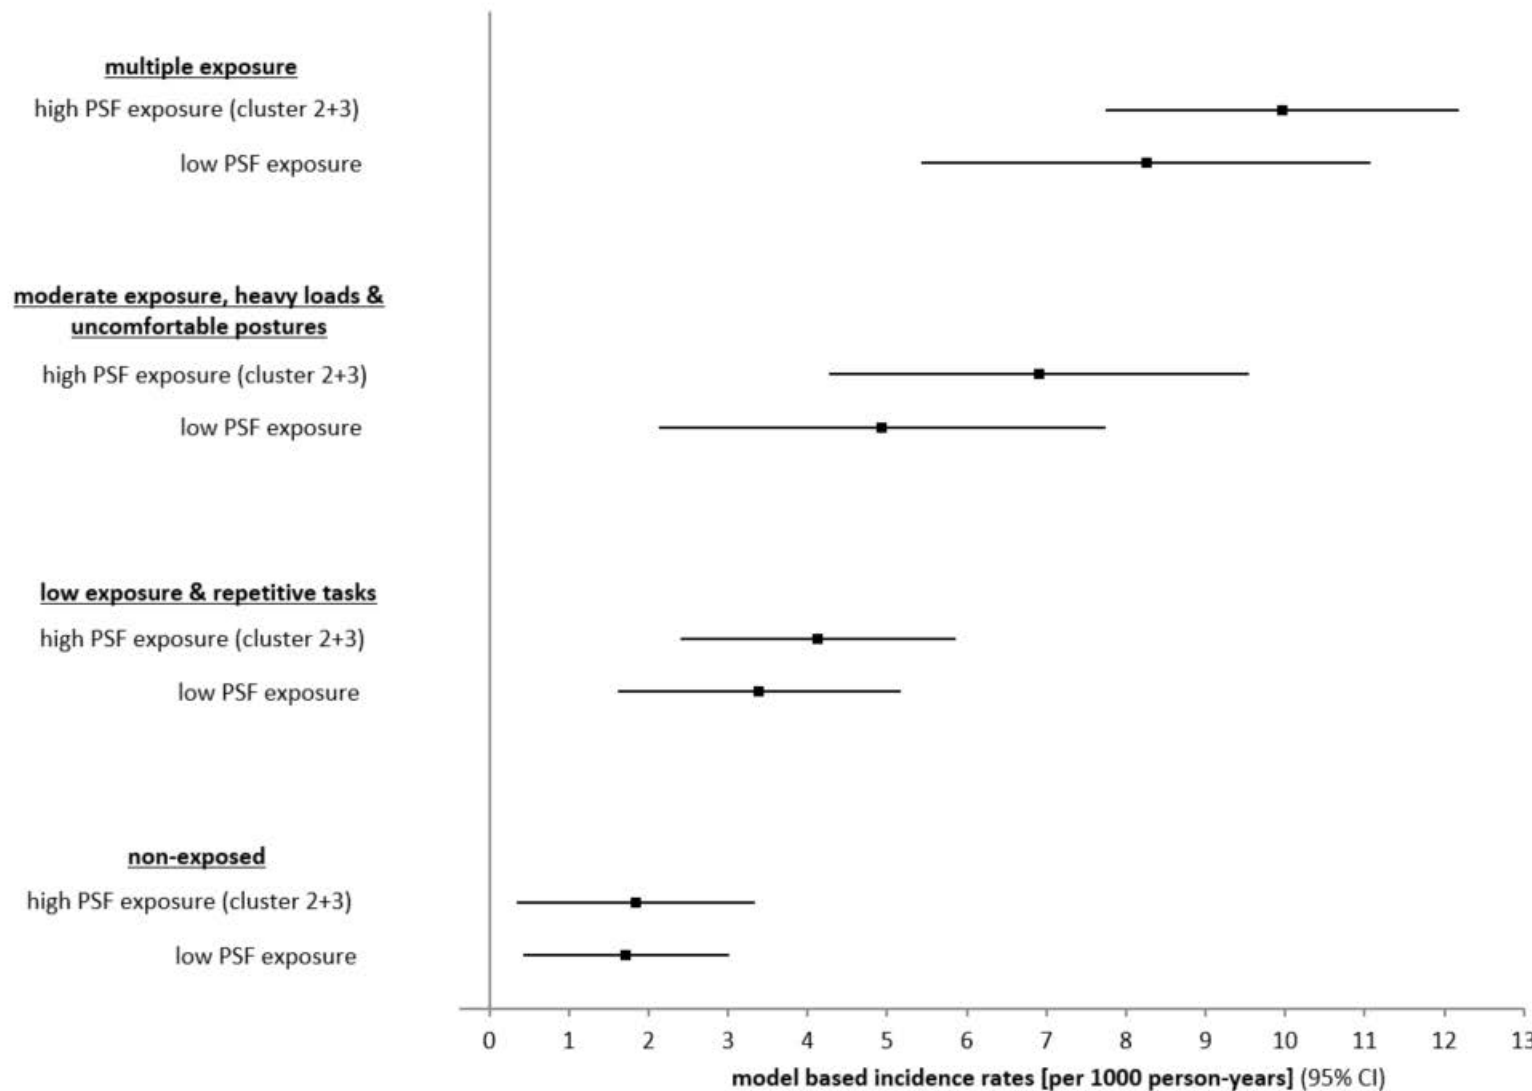 multiple exposure
high PSF exposure (cluster 2+3)
low PSF exposure
moderate exposure, heavy loads &
uncomfortable postures
high PSF exposure (cluster 2+3)
low PSF exposure
low exposure & repetitive tasks
high PSF exposure (cluster 2+3)
low PSF exposure
non-exposed
high PSF exposure (cluster 2+3)
low PSF exposure
0 1 2 3 4 5 6 7 8 9 10 11 12 13
model based incidence rates [per 1000 person-years] (95% CI)